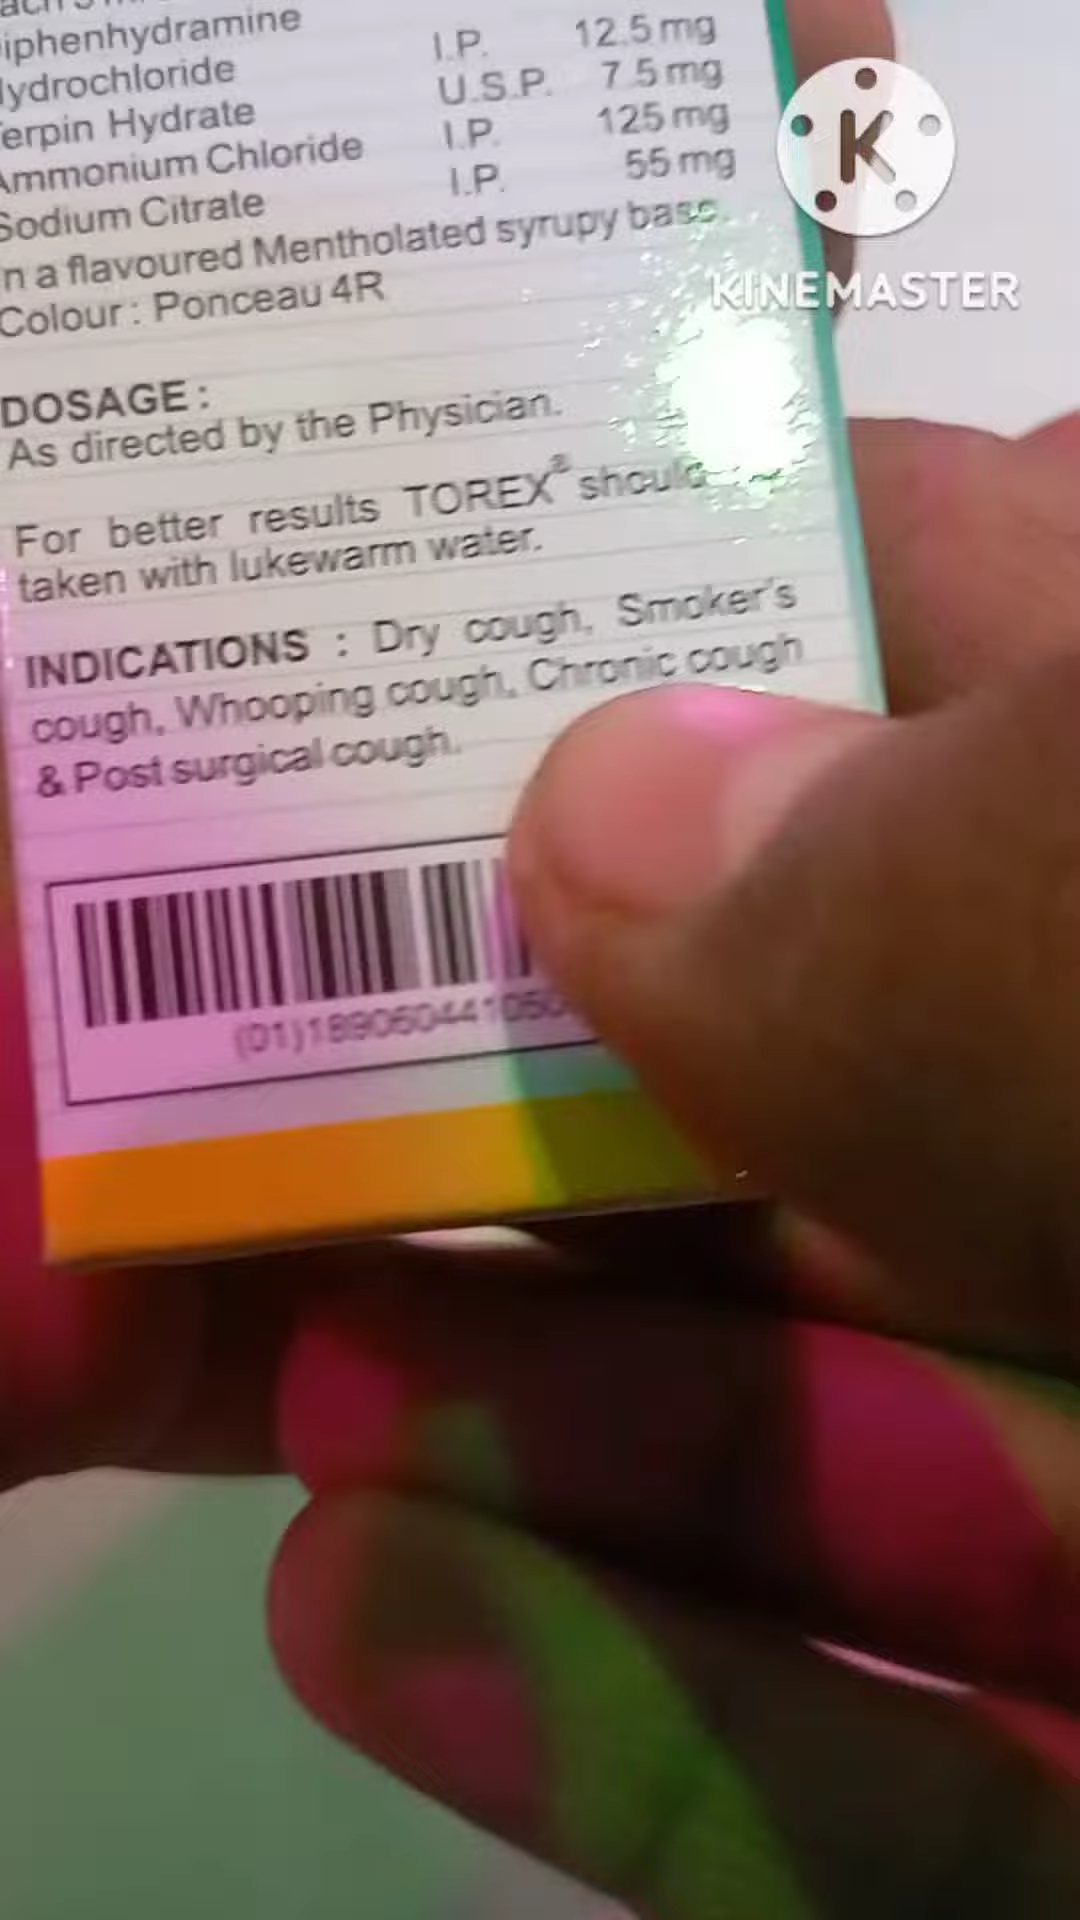 iphenhydramine
ydrochloride I.P. 12.5 mg
erpin Hydrate U.S.P. 7.5 mg
Ammonium Chloride I.P. 125 mg
Sodium Citrate I.P. 55 mg
n a flavoured Mentholated syrupy base.
Colour : Ponceau 4R
DOSAGE :
As directed by the Physician.
For better results TOREX® should
taken with lukewarm water.
INDICATIONS : Dry cough, Smoker's
cough, Whooping cough, Chronic cough
& Post surgical cough.
(01)189060441050
K
KINEMASTER